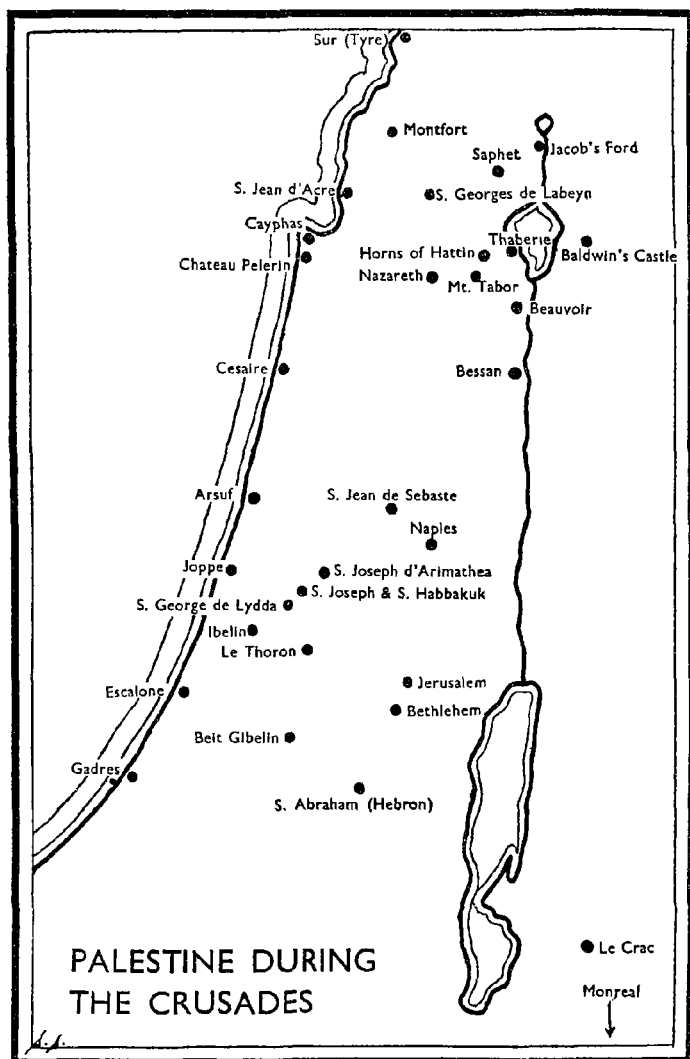 Sur (Tyre)
Montfort
Jacob's Ford
Saphet
S. Jean d'Acre
S. Georges de Labeyn
Cayphas
Thaberie
Baldwin's Castle
Horns of Hattin
Chateau Pelerin
Nazareth
Mt. Tabor
Beauvoir
Cesaire
Bessan
Arsuf
S. Jean de Sebaste
Naples
Joppe
S. Joseph d'Arimathea
S. Joseph & S. Habbakuk
S. George de Lydda
Ibelin
Le Thoron
Jerusalem
Escalone
Bethlehem
Beit Gibelin
Gadres
S. Abraham (Hebron)
PALESTINE DURING
THE CRUSADES
Le Crac
Monreal